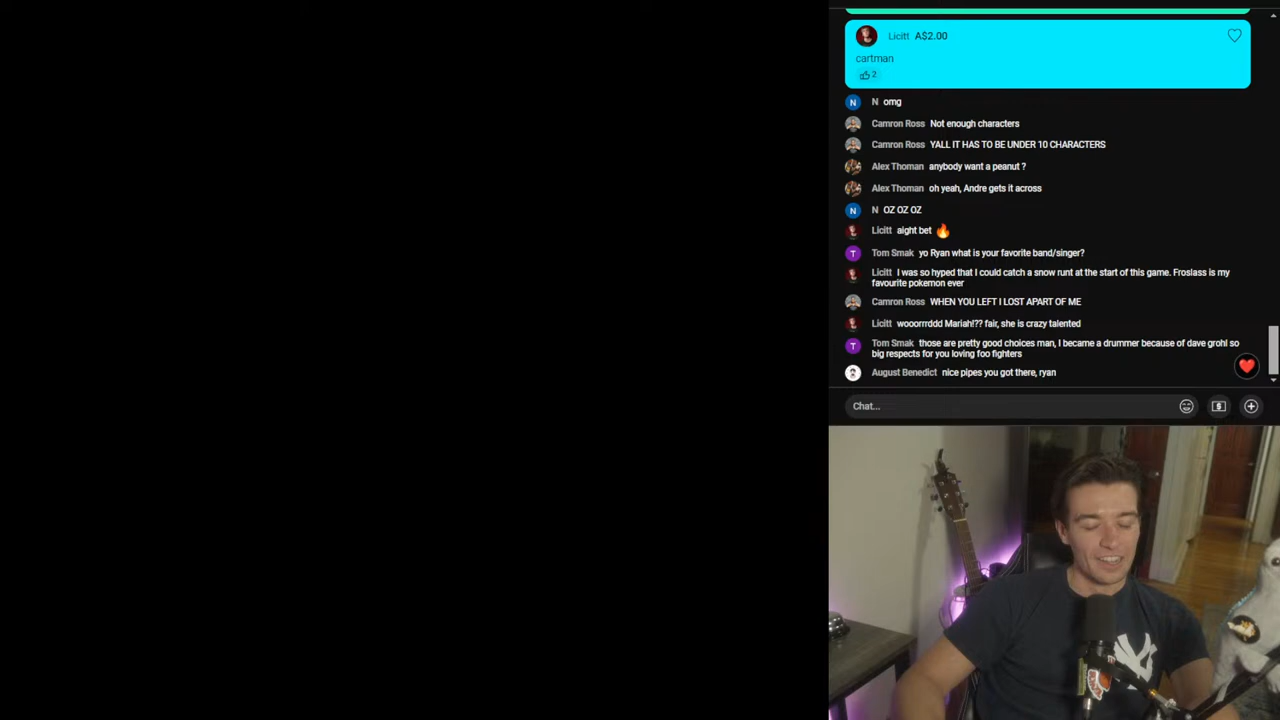 Licitt A$2.00
cartman
2
N omg
Camron Ross Not enough characters
Camron Ross YALL IT HAS TO BE UNDER 10 CHARACTERS
Alex Thoman anybody want a peanut ?
Alex Thoman oh yeah, Andre gets it across
N OZ OZ OZ
Licitt aight bet 🔥
Tom Smak yo Ryan what is your favorite band/singer?
Licitt I was so hyped that I could catch a snow runt at the start of this game. Froslass is my
favourite pokemon ever
Camron Ross WHEN YOU LEFT I LOST APART OF ME
Licitt wooorrrddd Mariah!?? fair, she is crazy talented
Tom Smak those are pretty good choices man, I became a drummer because of dave grohl so
big respects for you loving foo fighters
August Benedict nice pipes you got there, ryan
Chat...